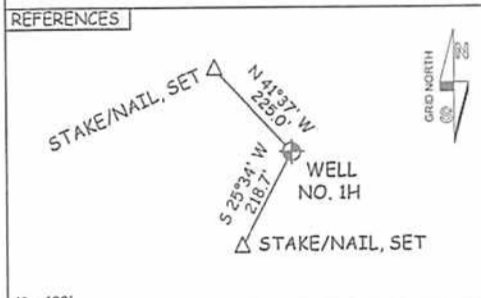 REFERENCES
STAKE/NAIL, SET
N 41°37' W
225.0'
GRID NORTH
S 25°34' W
218.7'
WELL
NO. 1H
STAKE/NAIL, SET